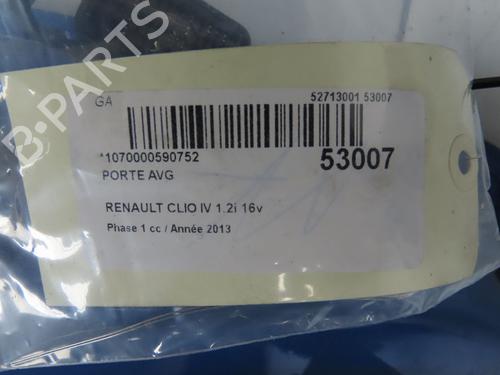 GA 52713001 53007
*1070000590752 53007
PORTE AVG
RENAULT CLIO IV 1.2i 16v
Phase 1 cc / Année 2013
B-PARTS